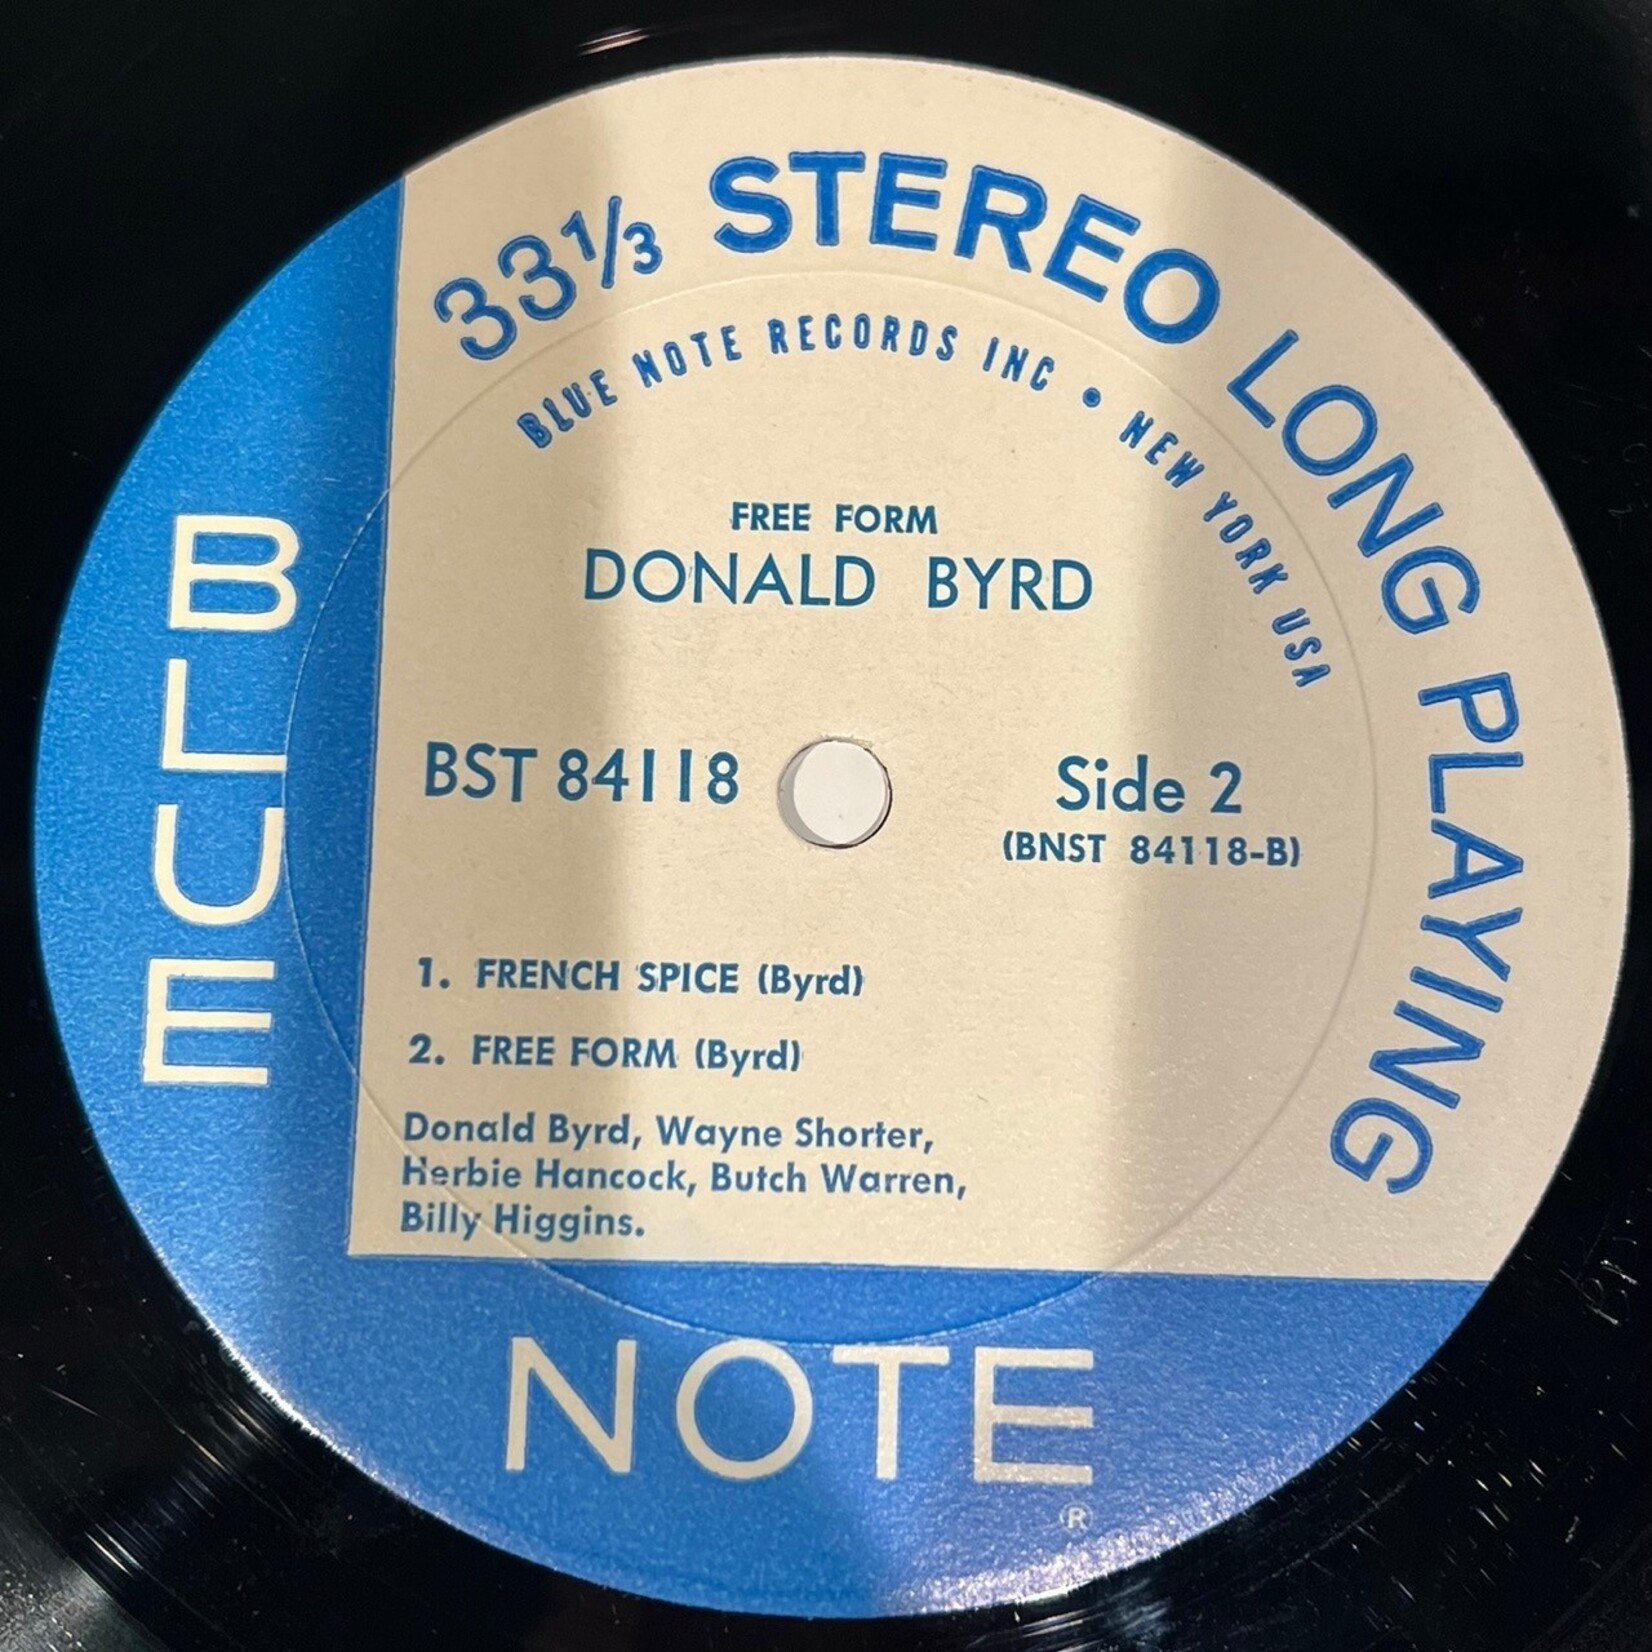 33⅓ STEREO LONG PLAYING
BLUE NOTE RECORDS INC • NEW YORK USA
FREE FORM
DONALD BYRD
BST 84118
Side 2
(BNST 84118-B)
1. FRENCH SPICE (Byrd)
2. FREE FORM (Byrd)
Donald Byrd, Wayne Shorter,
Herbie Hancock, Butch Warren,
Billy Higgins.
BLUE
NOTE
®